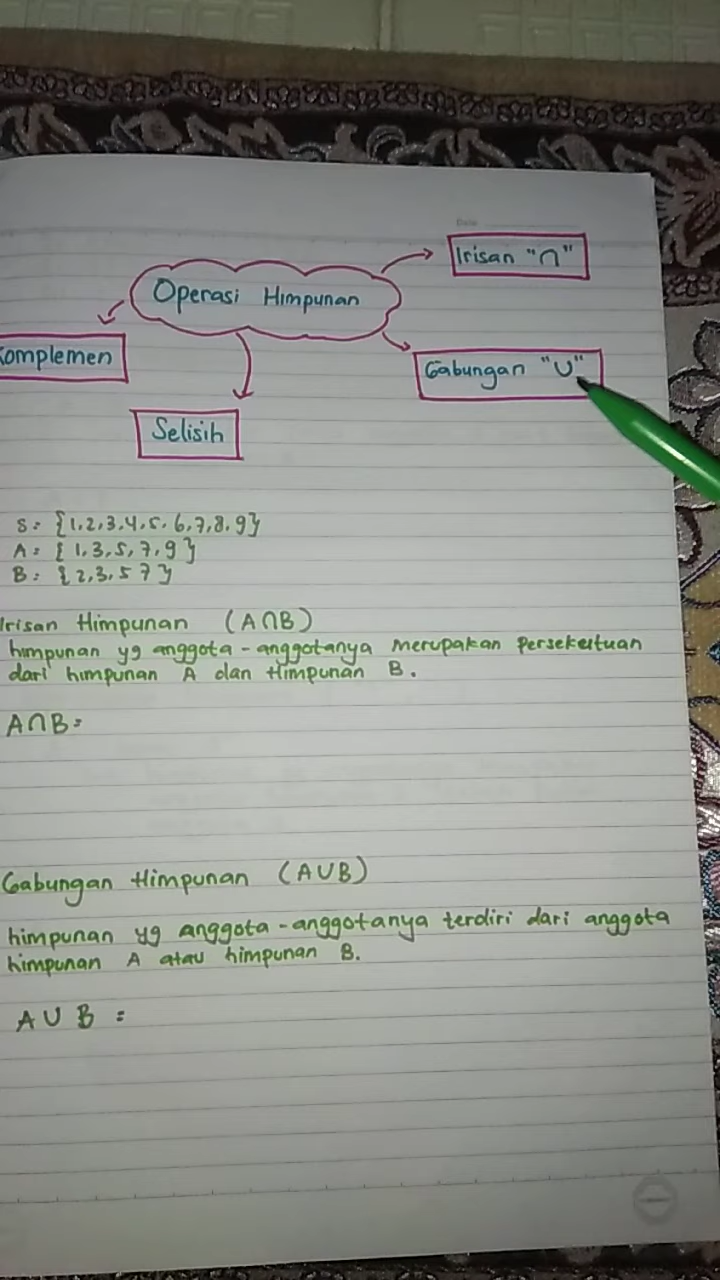 Date
Irisan "∩"
Operasi Himpunan
Komplemen
Gabungan "∪"
Selisih
S = {1,2,3,4,5,6,7,8,9}
A = {1,3,5,7,9}
B = {2,3,5 7}
Irisan Himpunan (A∩B)
himpunan yg anggota-anggotanya merupakan persekutuan
dari himpunan A dan Himpunan B.
A∩B =
Gabungan Himpunan (A∪B)
himpunan yg anggota-anggotanya terdiri dari anggota
himpunan A atau himpunan B.
A ∪ B =